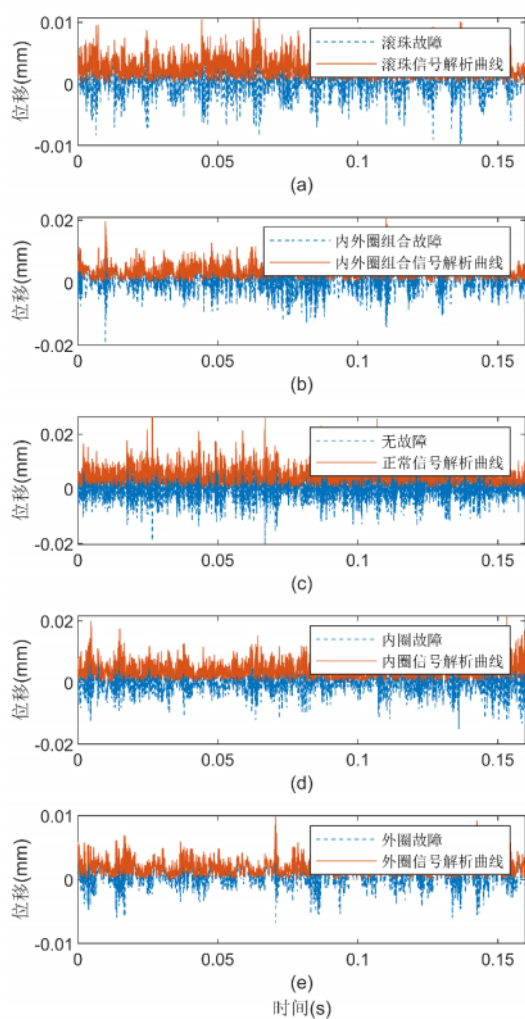 0.01
0
-0.01
位移(mm)
滚珠故障
滚珠信号解析曲线
0 0.05 0.1 0.15
(a)
0.02
0
-0.02
位移(mm)
内外圈组合故障
内外圈组合信号解析曲线
0 0.05 0.1 0.15
(b)
0.02
0
-0.02
位移(mm)
无故障
正常信号解析曲线
0 0.05 0.1 0.15
(c)
0.02
0
-0.02
位移(mm)
内圈故障
内圈信号解析曲线
0 0.05 0.1 0.15
(d)
0.01
0
-0.01
位移(mm)
外圈故障
外圈信号解析曲线
0 0.05 0.1 0.15
(e)
时间(s)